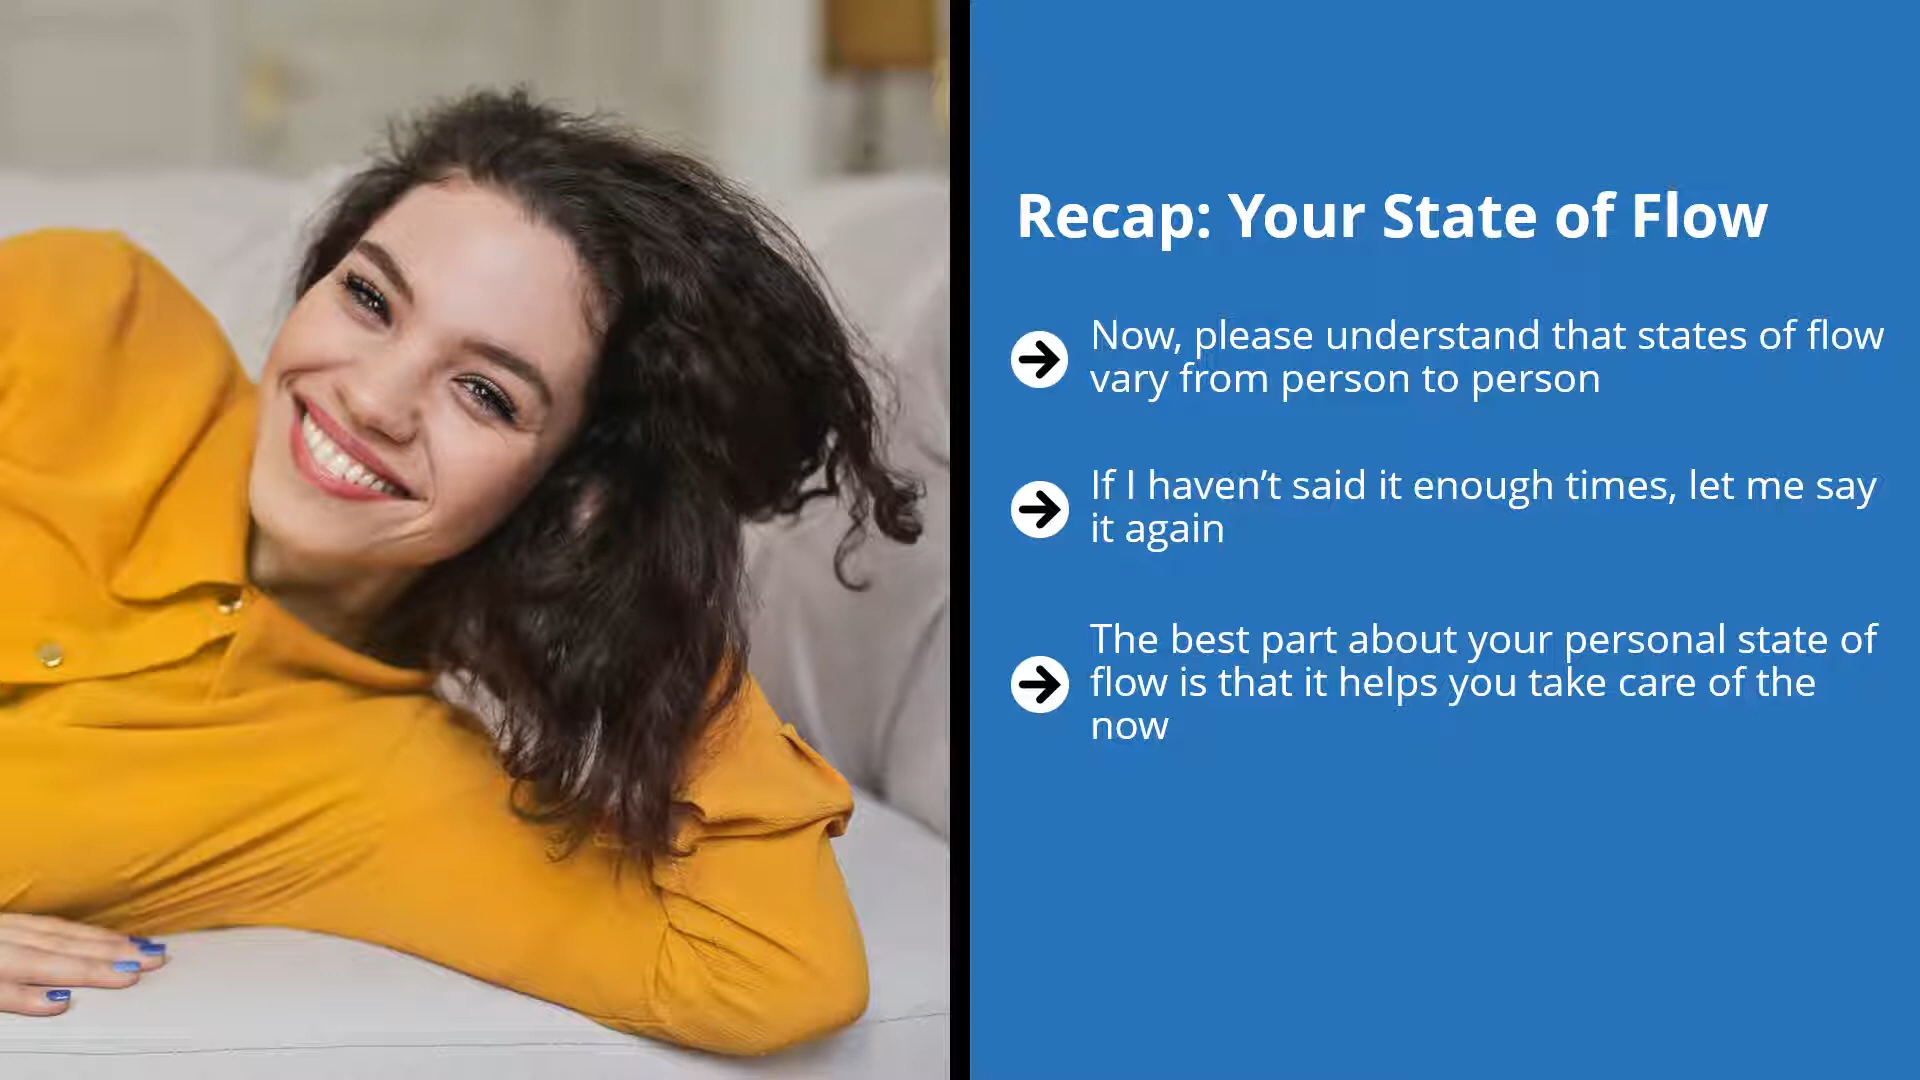 Recap: Your State of Flow
Now, please understand that states of flow
vary from person to person
If I haven’t said it enough times, let me say
it again
The best part about your personal state of
flow is that it helps you take care of the
now